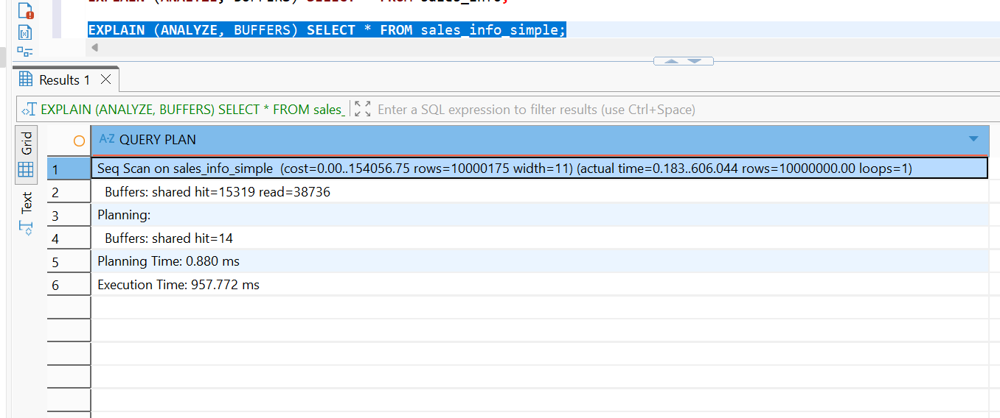 EXPLAIN (ANALYZE, BUFFERS) SELECT * FROM sales_info;
EXPLAIN (ANALYZE, BUFFERS) SELECT * FROM sales_info_simple;
Results 1
EXPLAIN (ANALYZE, BUFFERS) SELECT * FROM sales_
Enter a SQL expression to filter results (use Ctrl+Space)
Grid
Text
A-Z QUERY PLAN
1 Seq Scan on sales_info_simple (cost=0.00..154056.75 rows=10000175 width=11) (actual time=0.183..606.044 rows=10000000.00 loops=1)
2 Buffers: shared hit=15319 read=38736
3 Planning:
4 Buffers: shared hit=14
5 Planning Time: 0.880 ms
6 Execution Time: 957.772 ms